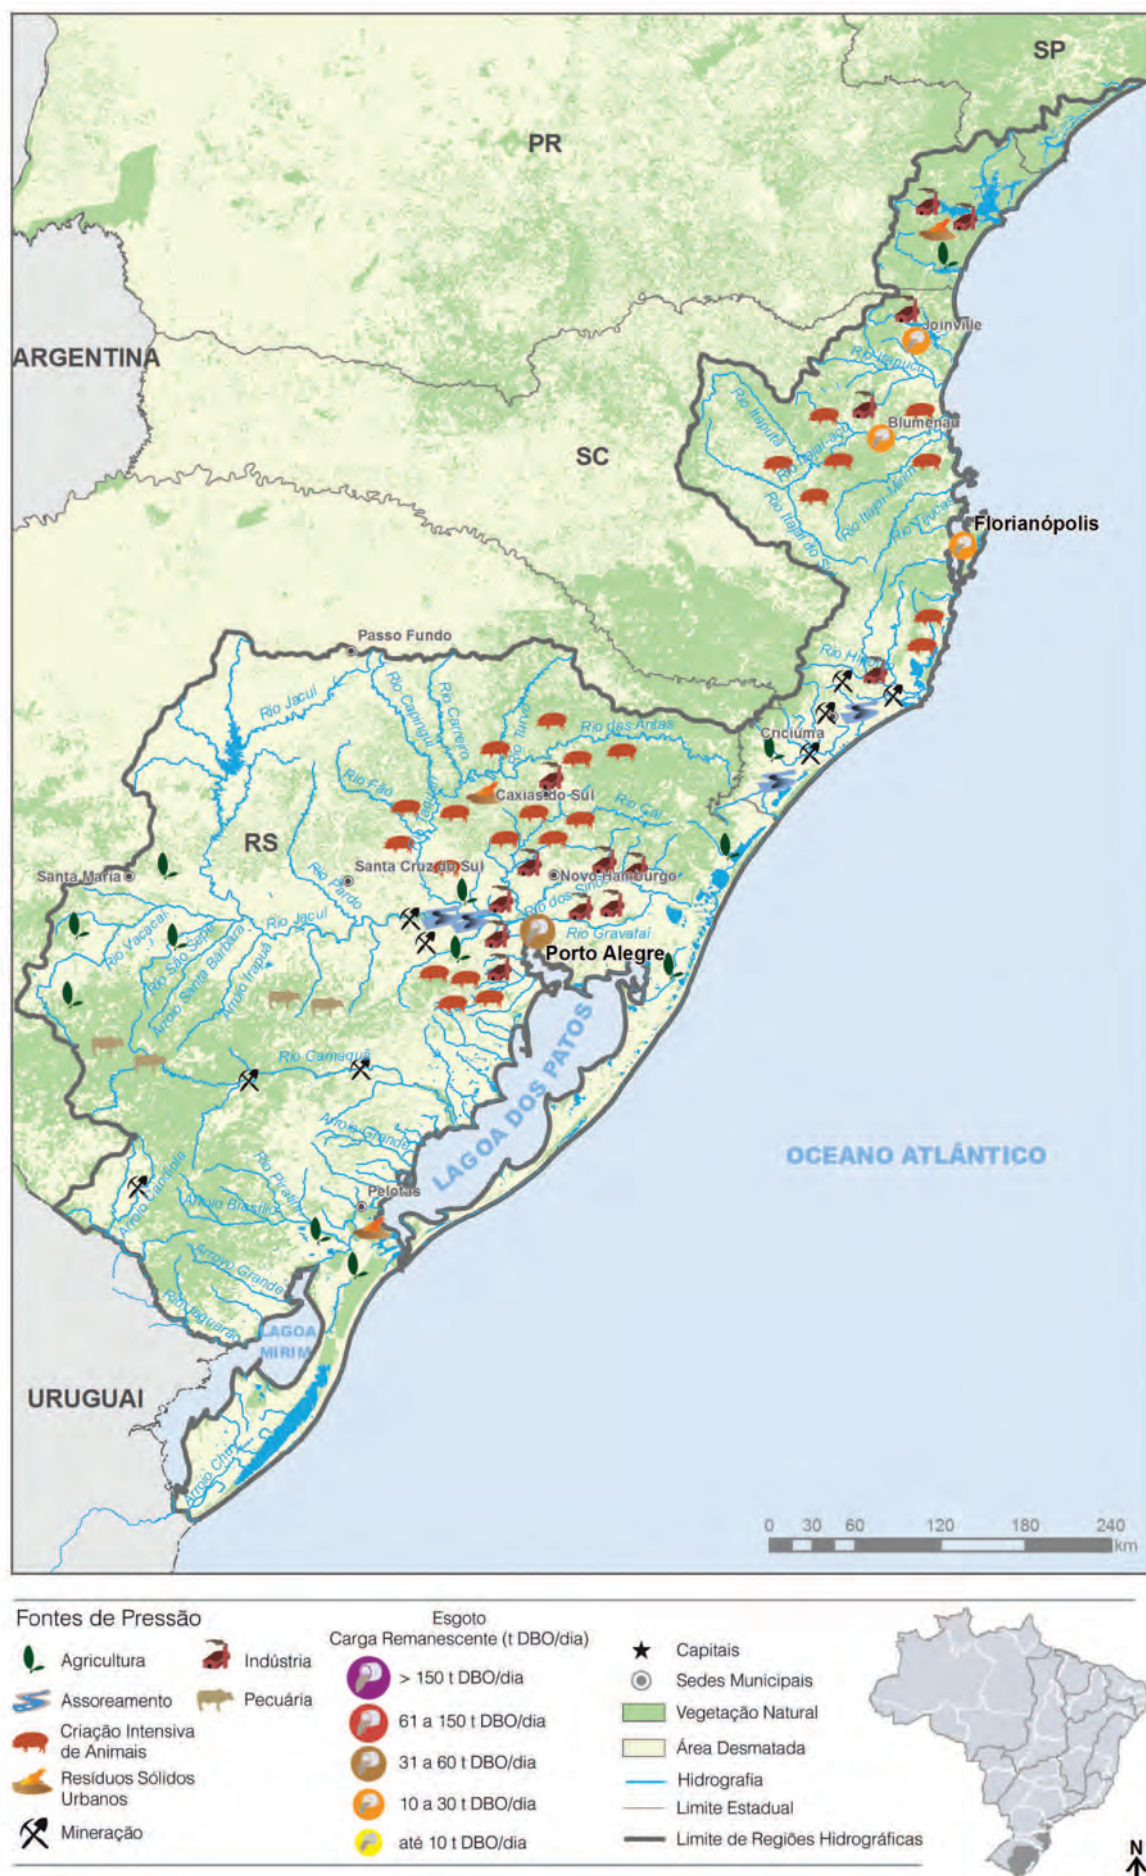 SP
PR
ARGENTINA
Joinville
Rio Itapucu
Rio Itajaí-açu
Blumenau
SC
Rio Itajaí-Mirim
Rio Tijucas
Rio Itajaí do Sul
Florianópolis
Passo Fundo
Rio Jacuí
Rio Capingui
Rio Carreiro
Rio Turvo
Rio das Antas
Criciúma
Rio Fão
Rio Taquari
Caxias do Sul
Rio Caí
RS
Santa Maria
Santa Cruz do Sul
Novo Hamburgo
Rio Pardo
Rio dos Sinos
Rio Jacuí
Rio Gravataí
Porto Alegre
Rio Vacacaí
Rio São Sepé
Arroio Santa Bárbara
Arroio Irapuá
Rio Camaquã
LAGOA DOS PATOS
OCEANO ATLÂNTICO
Arroio Grande
Arroio Candiota
Rio Piratini
Pelotas
Arroio Brasílio
Arroyo Grande
Rio Jaguarão
LAGOA
MIRIM
URUGUAI
Arroio Chuí
0 30 60 120 180 240
km
Fontes de Pressão
Agricultura
Indústria
Assoreamento
Pecuária
Criação Intensiva
de Animais
Resíduos Sólidos
Urbanos
Mineração
Esgoto
Carga Remanescente (t DBO/dia)
> 150 t DBO/dia
61 a 150 t DBO/dia
31 a 60 t DBO/dia
10 a 30 t DBO/dia
até 10 t DBO/dia
Capitais
Sedes Municipais
Vegetação Natural
Área Desmatada
Hidrografia
Limite Estadual
Limite de Regiões Hidrográficas
N